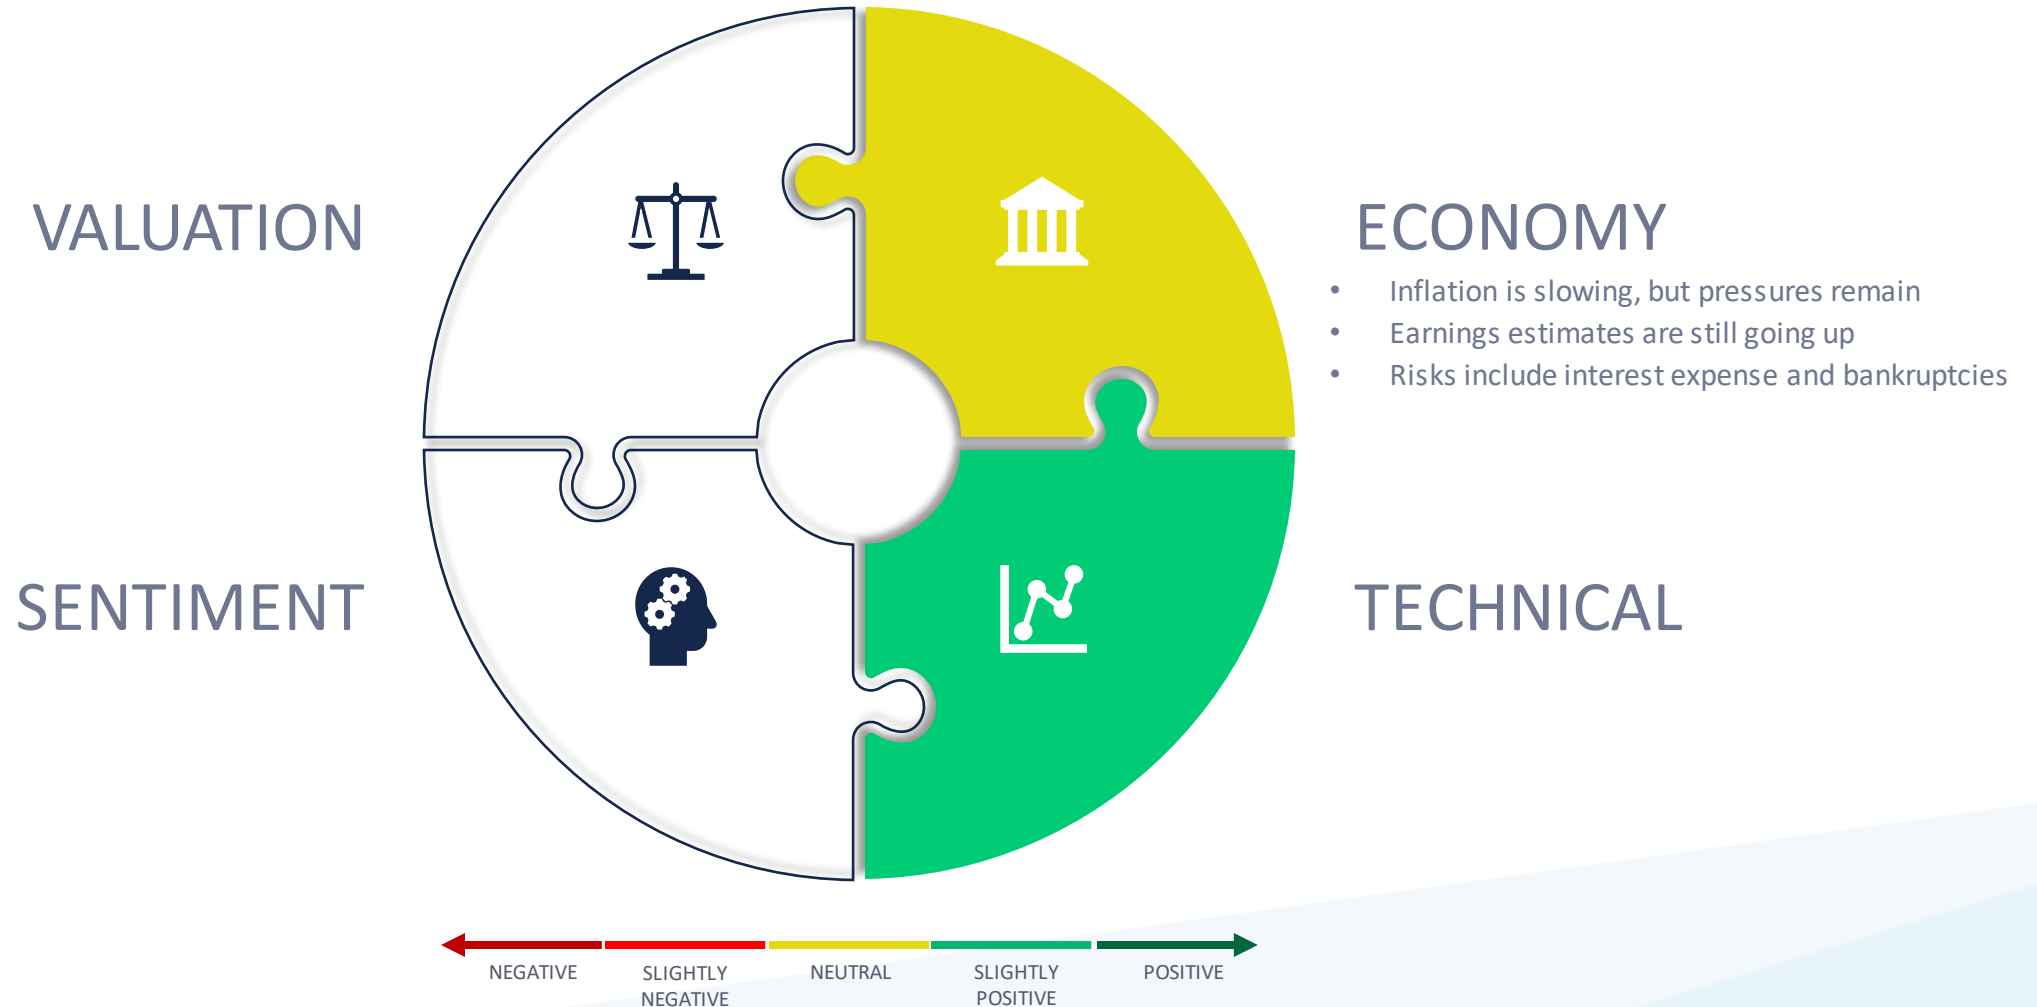 VALUATION
ECONOMY
• Inflation is slowing, but pressures remain
• Earnings estimates are still going up
• Risks include interest expense and bankruptcies
SENTIMENT
TECHNICAL
NEGATIVE
SLIGHTLY
NEGATIVE
NEUTRAL
SLIGHTLY
POSITIVE
POSITIVE